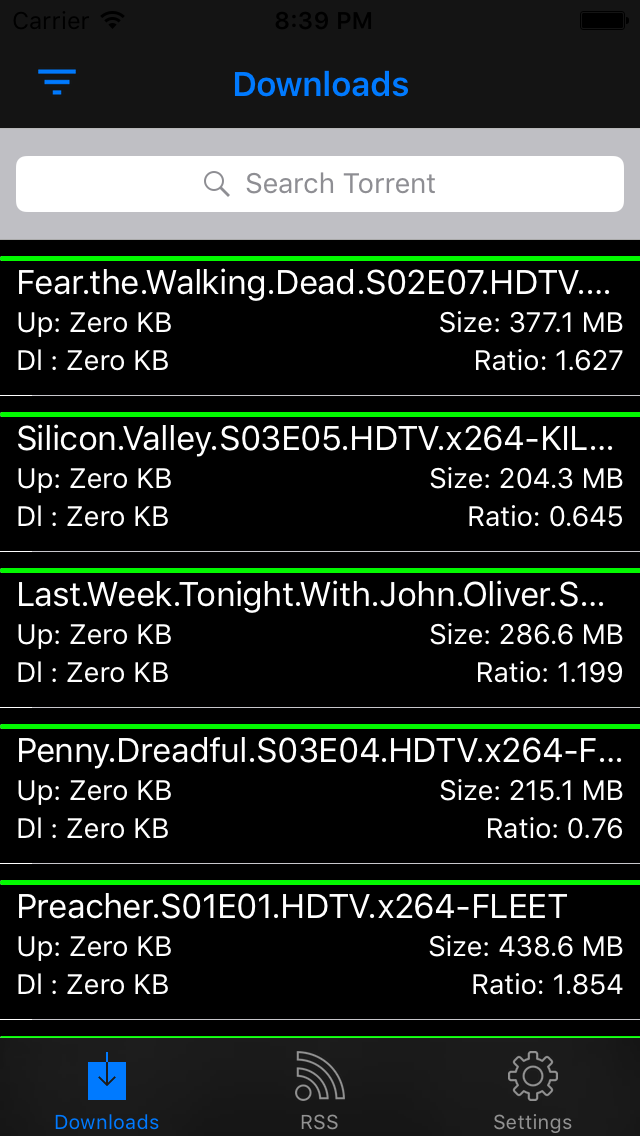 Carrier 8:39 PM
Downloads
Search Torrent
Fear.the.Walking.Dead.S02E07.HDTV....
Up: Zero KB Size: 377.1 MB
Dl : Zero KB Ratio: 1.627
Silicon.Valley.S03E05.HDTV.x264-KIL...
Up: Zero KB Size: 204.3 MB
Dl : Zero KB Ratio: 0.645
Last.Week.Tonight.With.John.Oliver.S...
Up: Zero KB Size: 286.6 MB
Dl : Zero KB Ratio: 1.199
Penny.Dreadful.S03E04.HDTV.x264-F...
Up: Zero KB Size: 215.1 MB
Dl : Zero KB Ratio: 0.76
Preacher.S01E01.HDTV.x264-FLEET
Up: Zero KB Size: 438.6 MB
Dl : Zero KB Ratio: 1.854
Downloads RSS Settings